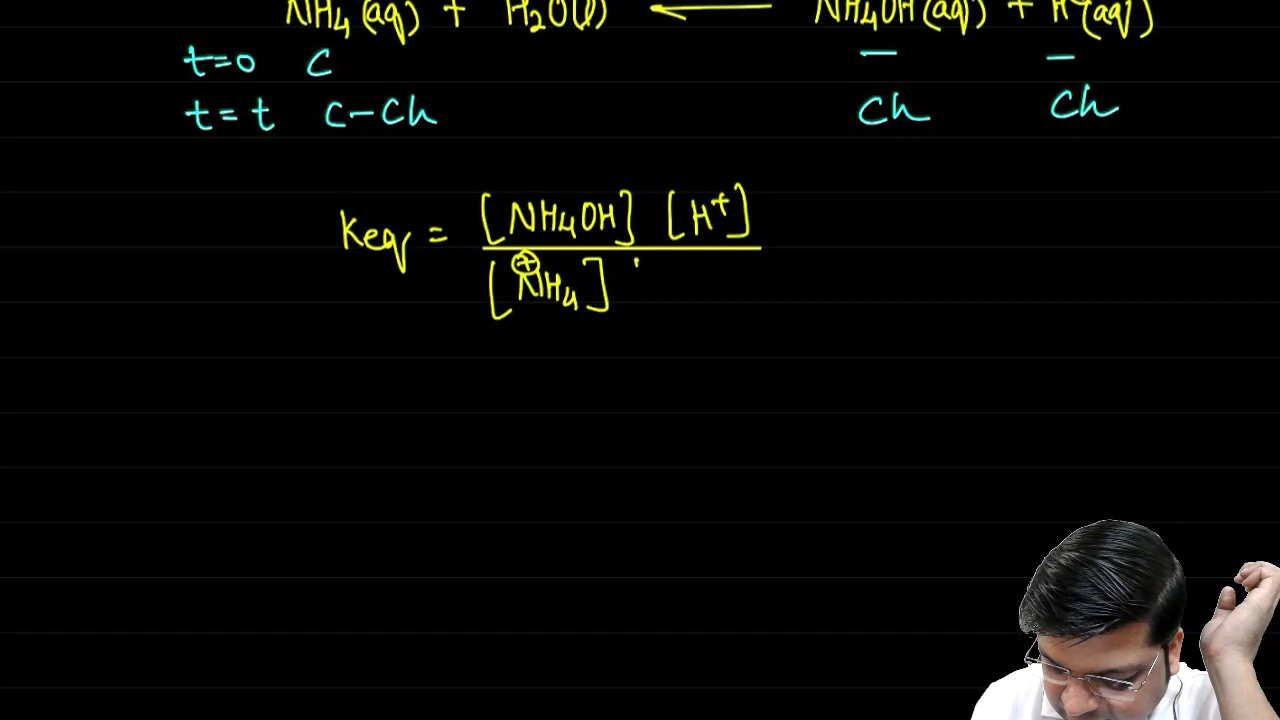 NH4(aq) + H2O(l) ⟵ NH4OH(aq) + H+(aq)
t=0 C — —
t=t C-Ch Ch Ch
Keq = [NH4OH] [H+]
[⊕NH4]